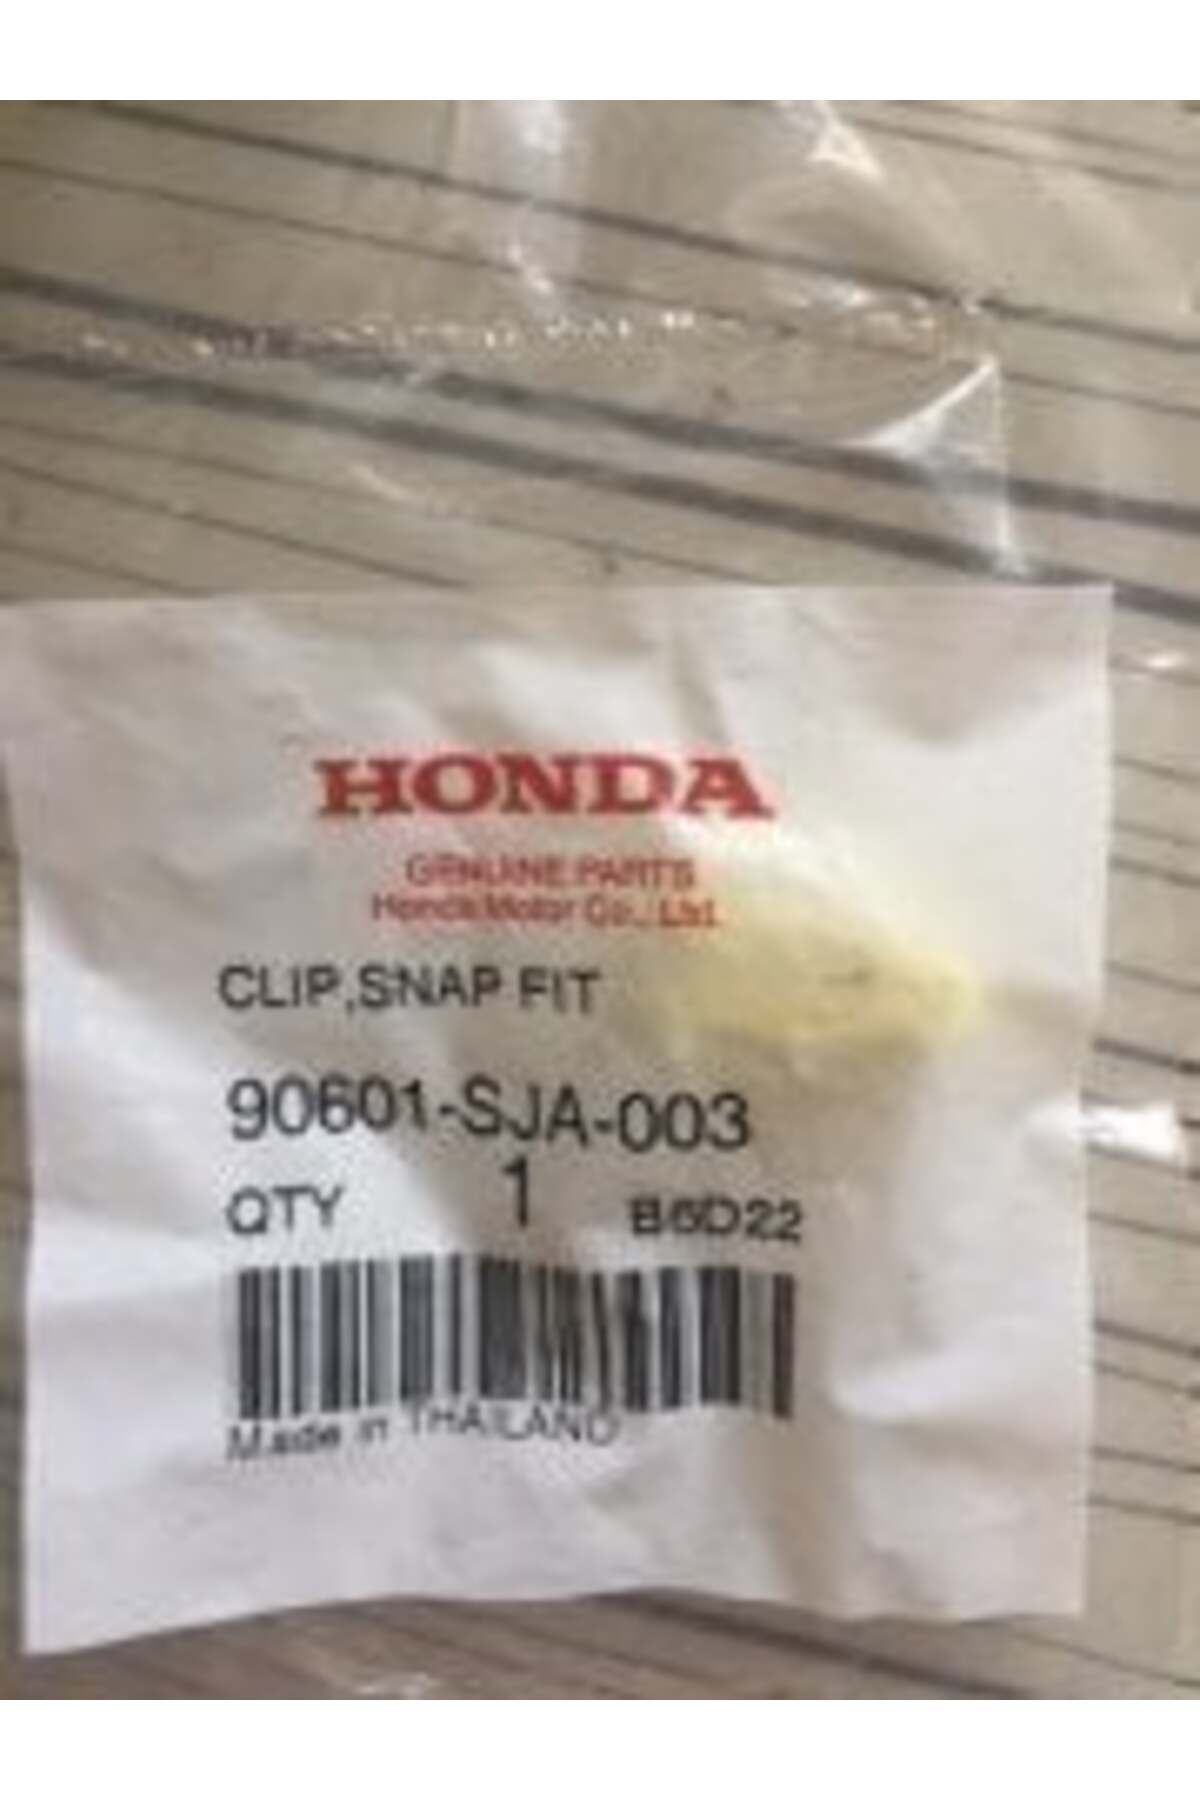 HONDA
GENUINE PARTS
Honda Motor Co., Ltd.
CLIP,SNAP FIT
90601-SJA-003
QTY 1 B6D22
Made in THAILAND